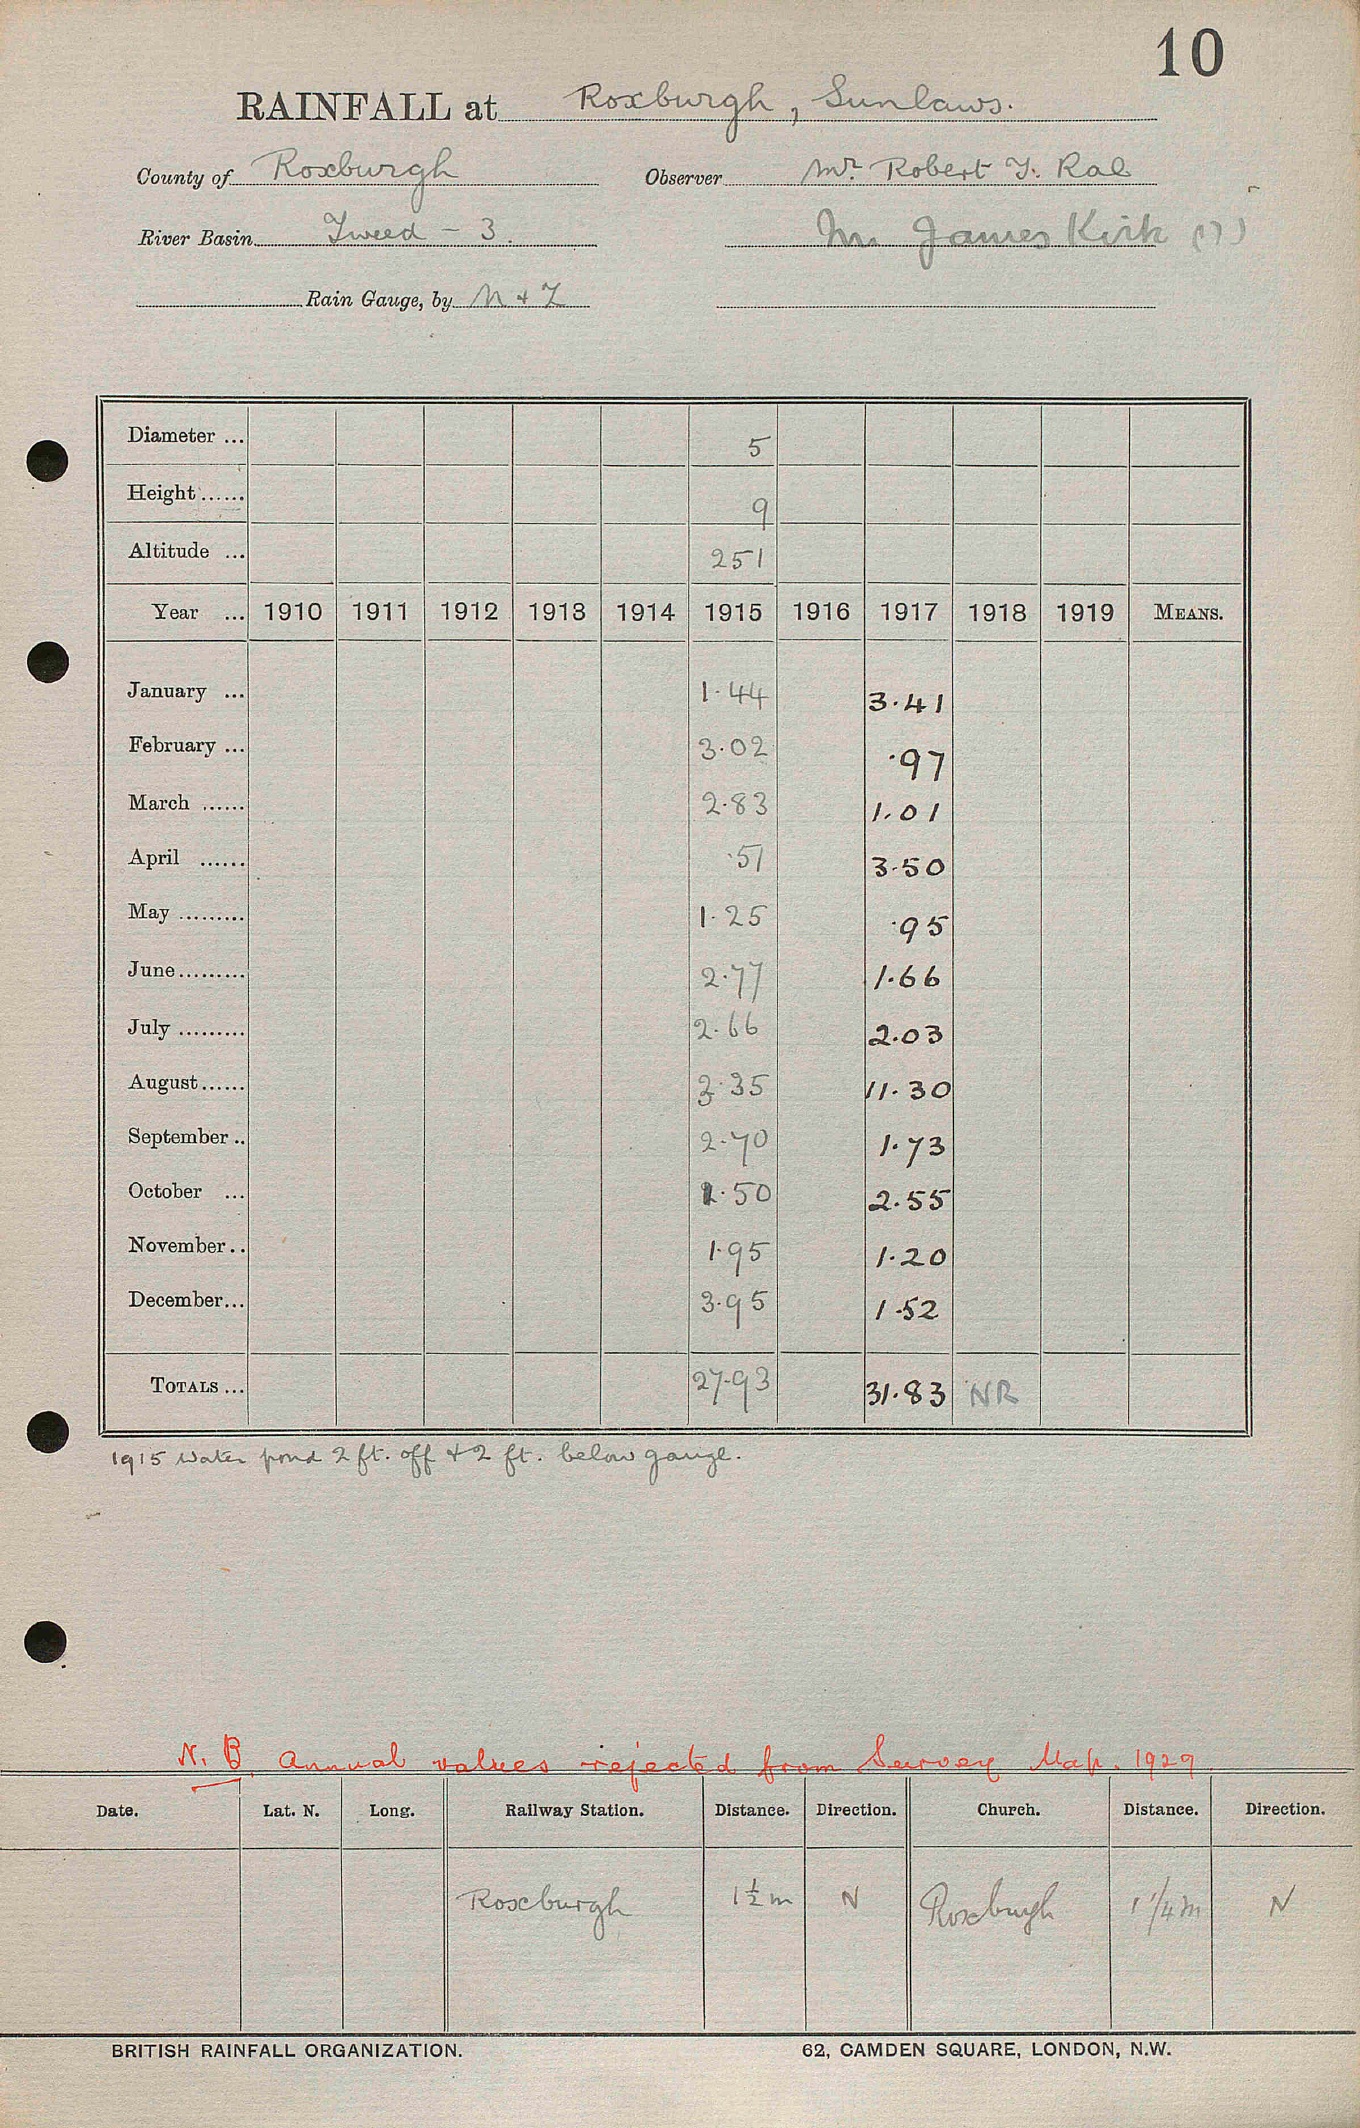 10
RAINFALL at Roxburgh, Sunlaws.
County of Roxburgh Observer Mr. Robert T. Rae
River Basin Tweed - 3. Mr James Kirk (17)
Rain Gauge, by N & Z
Diameter ... 5
Height ...... 9
Altitude ... 251
Year ... 1910 1911 1912 1913 1914 1915 1916 1917 1918 1919 MEANS.
January ... 1.44 3.41
February ... 3.02 .97
March ...... 2.83 1.01
April ...... .51 3.50
May ......... 1.25 .95
June ......... 2.77 1.66
July ......... 2.66 2.03
August ...... 3.35 11.30
September .. 2.70 1.73
October ... 1.50 2.55
November .. 1.95 1.20
December ... 3.95 1.52
TOTALS ... 27.93 31.83 NR
1915 Water pond 2 ft. off & 2 ft. below gauge.
N.B. Annual values rejected from Survey Map. 1929
Date. Lat. N. Long. Railway Station. Distance. Direction. Church. Distance. Direction.
Roxburgh 1½ m N Roxburgh 1 1/4 m N
BRITISH RAINFALL ORGANIZATION. 62, CAMDEN SQUARE, LONDON, N.W.